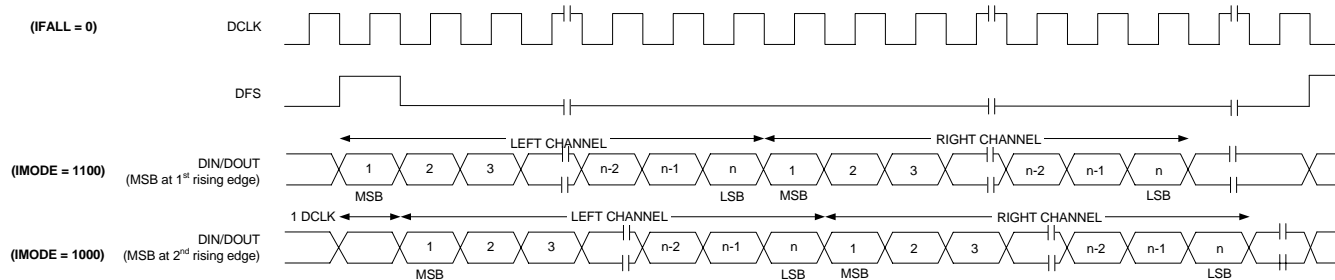 (IFALL = 0) DCLK
DFS
LEFT CHANNEL RIGHT CHANNEL
(IMODE = 1100) DIN/DOUT 1 2 3 n-2 n-1 n 1 2 3 n-2 n-1 n
(MSB at 1st rising edge)
MSB LSB MSB LSB
1 DCLK LEFT CHANNEL RIGHT CHANNEL
(IMODE = 1000) DIN/DOUT 1 2 3 n-2 n-1 n 1 2 3 n-2 n-1 n
(MSB at 2nd rising edge)
MSB LSB MSB LSB